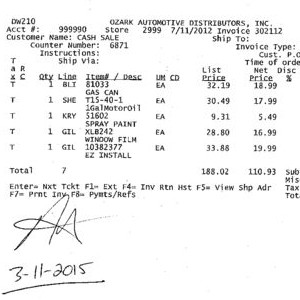 DW210 OZARK AUTOMOTIVE DISTRIBUTORS, INC.
Acct #: 999990 Store 2999 7/11/2012 Invoice 302112
Customer Name: CASH SALE Ship To:
Counter Number: 6871 Invoice Type:
Instructions Cust. P.O
T Ship Via: Time of orde
a R List Net Disc
x C Qty Line Item# / Desc UM CD Price Price %
T 1 BLT 81033 EA 32.19 18.99
GAS CAN
T 1 SHE T15-40-1 EA 30.49 17.99
1GalMotorOil
T 1 KRY 51602 EA 9.31 5.49
SPRAY PAINT
T 1 GIL XLB242 EA 28.80 16.99
WINDOW FILM
T 1 GIL 10382377 EA 33.88 19.99
EZ INSTALL
Total 7 188.02 110.93 Sub
Mis
Enter= Nxt Tckt F1= Ext F4= Inv Rtn Hst F5= View Shp Adr Tax
F7= Prnt Inv F8= Pymts/Refs Tot
3-11-2015